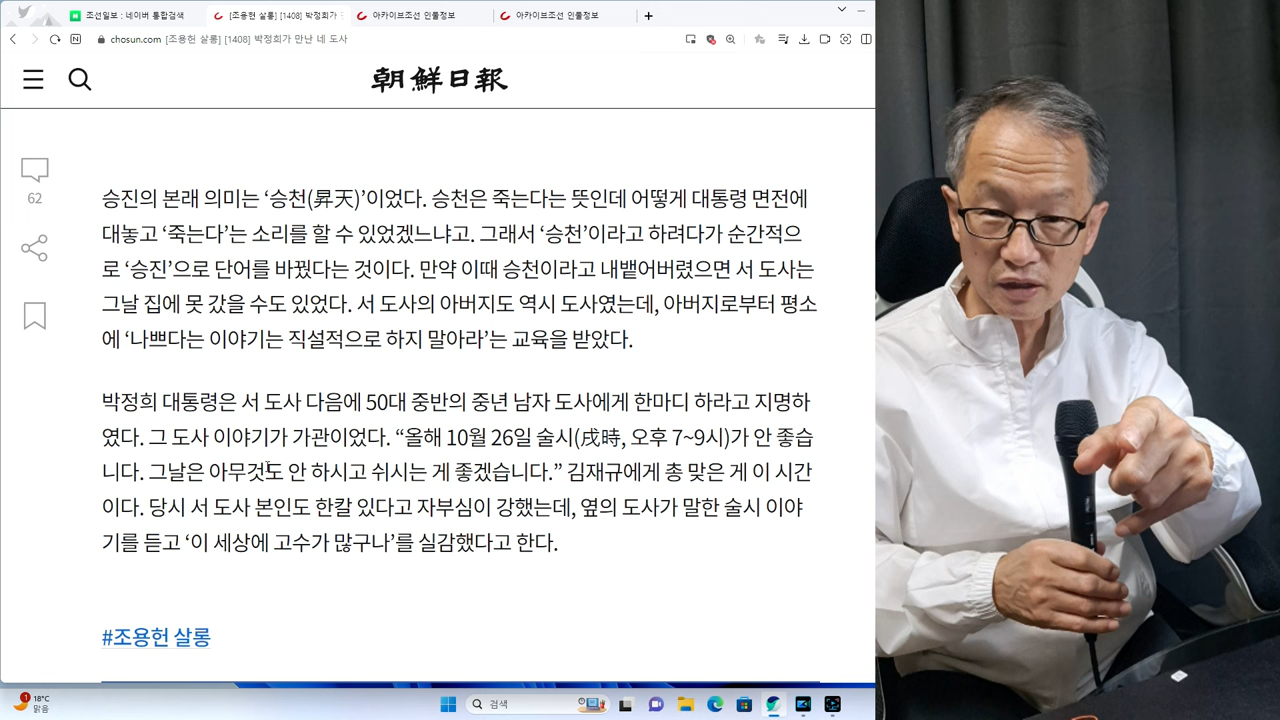 조선일보 : 네이버 통합검색
[조용헌 살롱] [1408] 박정희가
아카이브조선 인물정보
아카이브조선 인물정보
chosun.com [조용헌 살롱] [1408] 박정희가 만난 네 도사
朝鮮日報
62
승진의 본래 의미는 ‘승천(昇天)’이었다. 승천은 죽는다는 뜻인데 어떻게 대통령 면전에
대놓고 ‘죽는다’는 소리를 할 수 있었겠느냐고. 그래서 ‘승천’이라고 하려다가 순간적으
로 ‘승진’으로 단어를 바꿨다는 것이다. 만약 이때 승천이라고 내뱉어버렸으면 서 도사는
그날 집에 못 갔을 수도 있었다. 서 도사의 아버지도 역시 도사였는데, 아버지로부터 평소
에 ‘나쁘다는 이야기는 직설적으로 하지 말아라’는 교육을 받았다.
박정희 대통령은 서 도사 다음에 50대 중반의 중년 남자 도사에게 한마디 하라고 지명하
였다. 그 도사 이야기가 가관이었다. “올해 10월 26일 술시(戌時, 오후 7~9시)가 안 좋습
니다. 그날은 아무것도 안 하시고 쉬시는 게 좋겠습니다.” 김재규에게 총 맞은 게 이 시간
이다. 당시 서 도사 본인도 한칼 있다고 자부심이 강했는데, 옆의 도사가 말한 술시 이야
기를 듣고 ‘이 세상에 고수가 많구나’를 실감했다고 한다.
#조용헌 살롱
1
18°C
맑음
검색